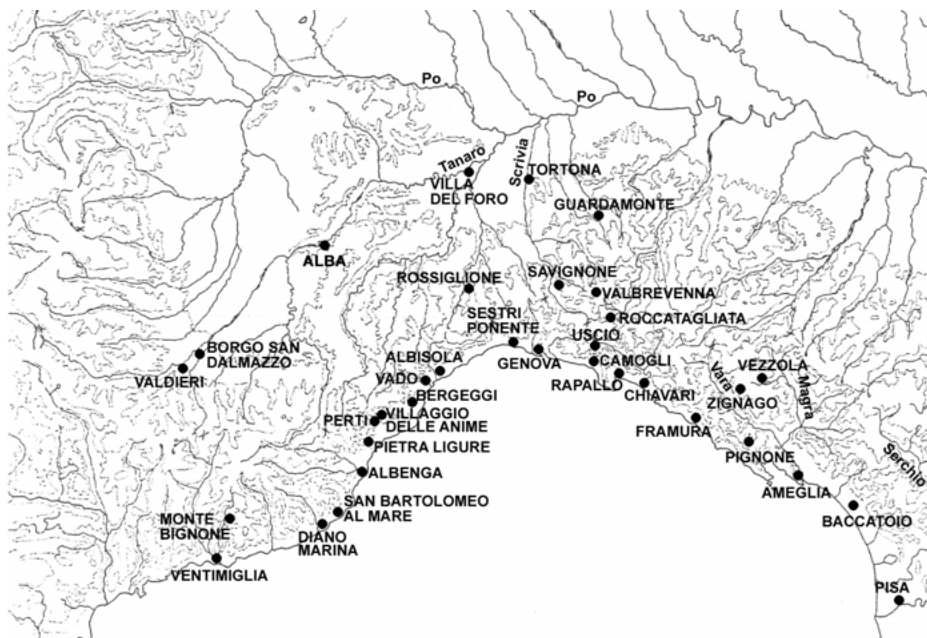 Po
Po
Tanaro
Scrivia
TORTONA
VILLA
DEL FORO
GUARDAMONTE
ALBA
SAVIGNONE
ROSSIGLIONE
VALBREVENNA
SESTRI
PONENTE
ROCCATAGLIATA
USCIO
BORGO SAN
DALMAZZO
ALBISOLA
GENOVA
CAMOGLI
VEZZOLA
VALDIERI
VADO
RAPALLO
Vara
Magra
BERGEGGI
CHIAVARI
ZIGNAGO
VILLAGGIO
DELLE ANIME
PERTI
FRAMURA
PIETRA LIGURE
PIGNONE
Serchio
ALBENGA
AMEGLIA
SAN BARTOLOMEO
AL MARE
BACCATOIO
MONTE
BIGNONE
DIANO
MARINA
VENTIMIGLIA
PISA